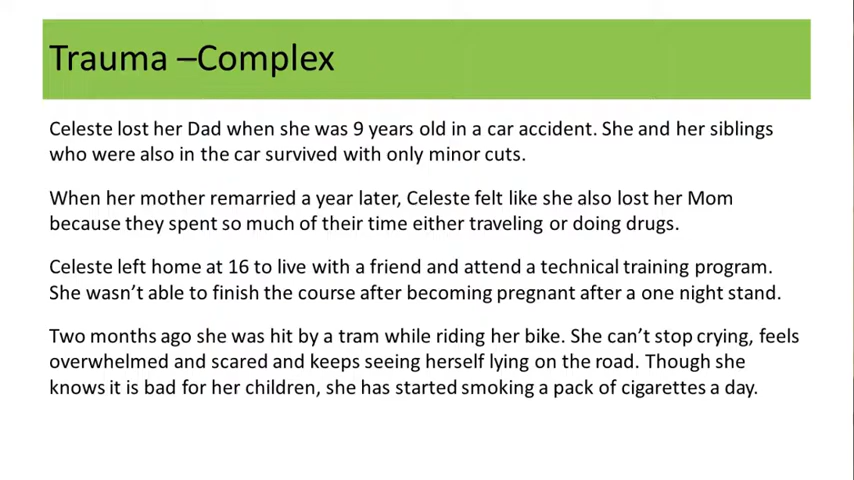 Trauma –Complex
Celeste lost her Dad when she was 9 years old in a car accident. She and her siblings
who were also in the car survived with only minor cuts.
When her mother remarried a year later, Celeste felt like she also lost her Mom
because they spent so much of their time either traveling or doing drugs.
Celeste left home at 16 to live with a friend and attend a technical training program.
She wasn’t able to finish the course after becoming pregnant after a one night stand.
Two months ago she was hit by a tram while riding her bike. She can’t stop crying, feels
overwhelmed and scared and keeps seeing herself lying on the road. Though she
knows it is bad for her children, she has started smoking a pack of cigarettes a day.